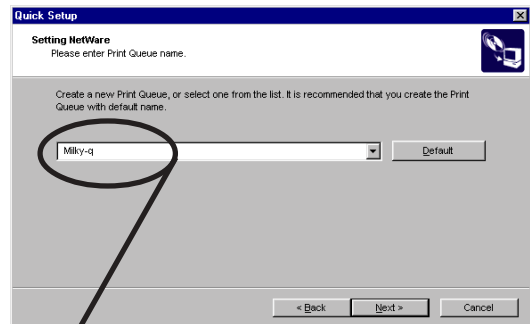 Quick Setup
Setting NetWare
Please enter Print Queue name.
Create a new Print Queue, or select one from the list. It is recommended that you create the Print
Queue with default name.
Milky-q
Default
< Back
Next >
Cancel